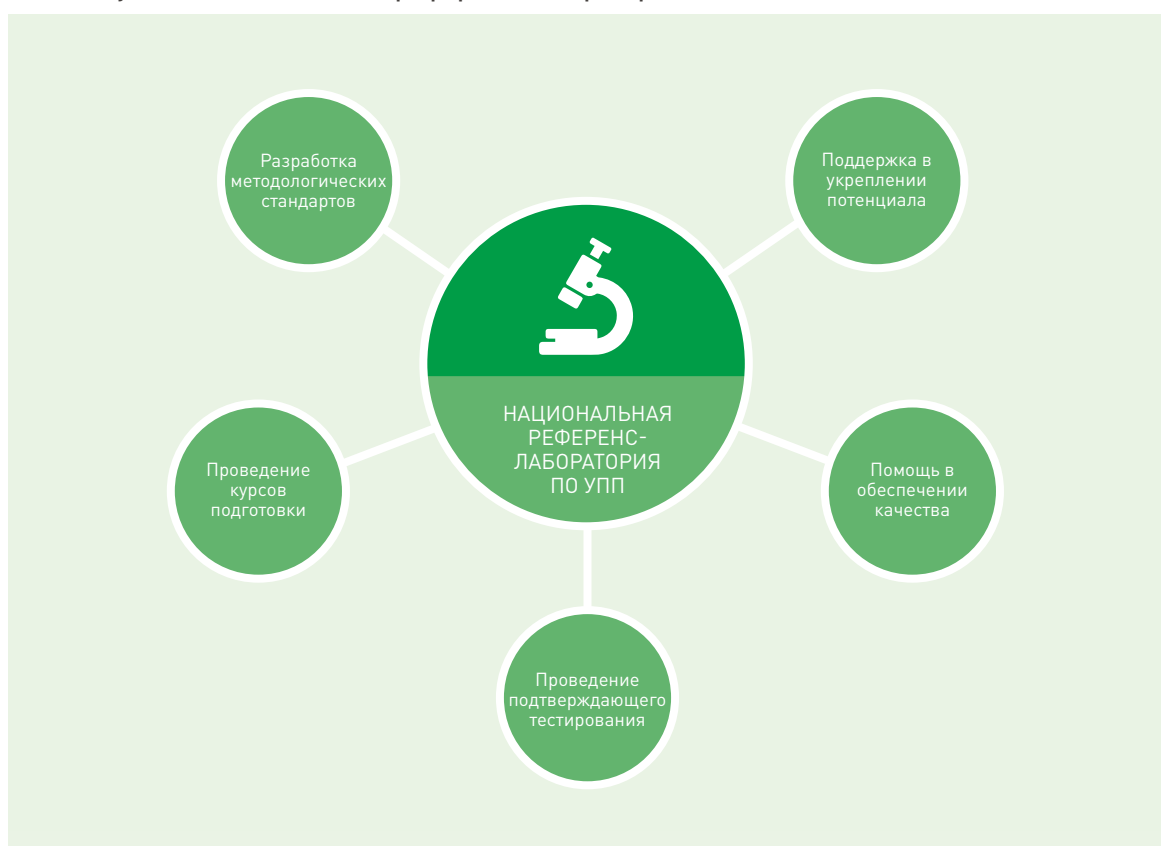 Разработка
методологических
стандартов
Поддержка в
укреплении
потенциала
НАЦИОНАЛЬНАЯ
РЕФЕРЕНС-
ЛАБОРАТОРИЯ
ПО УПП
Проведение
курсов
подготовки
Помощь в
обеспечении
качества
Проведение
подтверждающего
тестирования